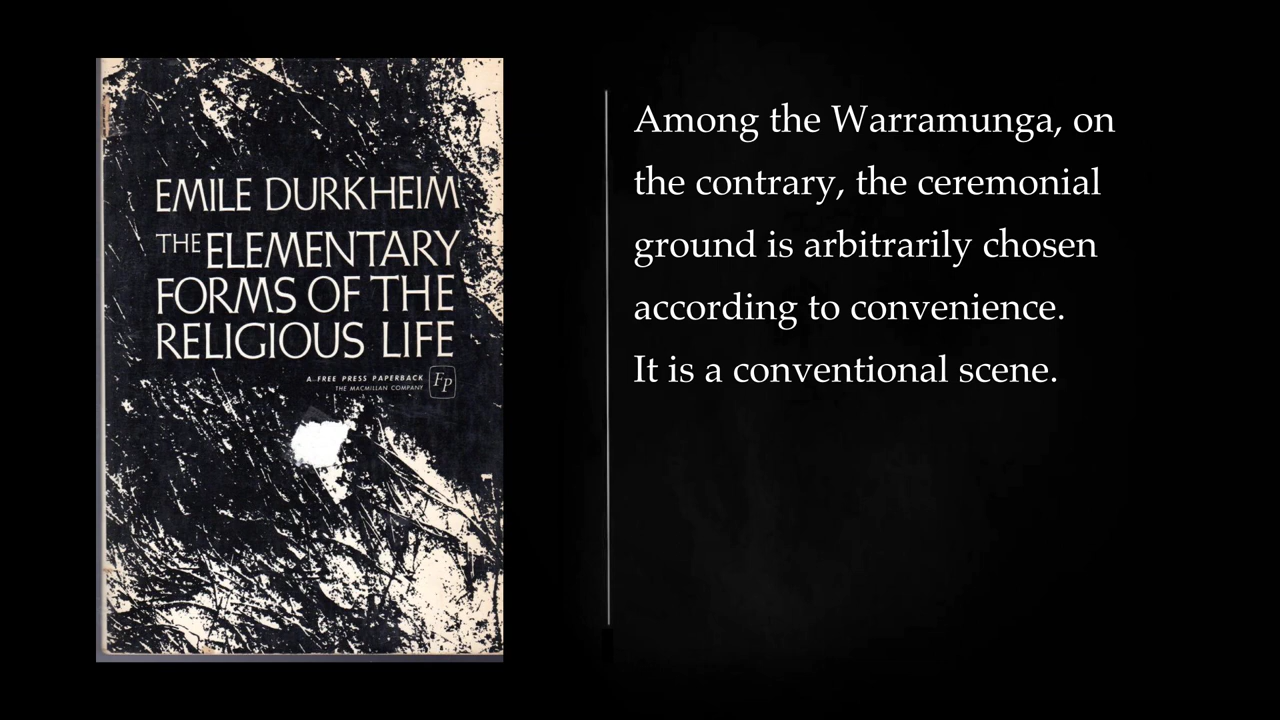 EMILE DURKHEIM
THE ELEMENTARY
FORMS OF THE
RELIGIOUS LIFE
A FREE PRESS PAPERBACK
THE MACMILLAN COMPANY
FP
Among the Warramunga, on
the contrary, the ceremonial
ground is arbitrarily chosen
according to convenience.
It is a conventional scene.